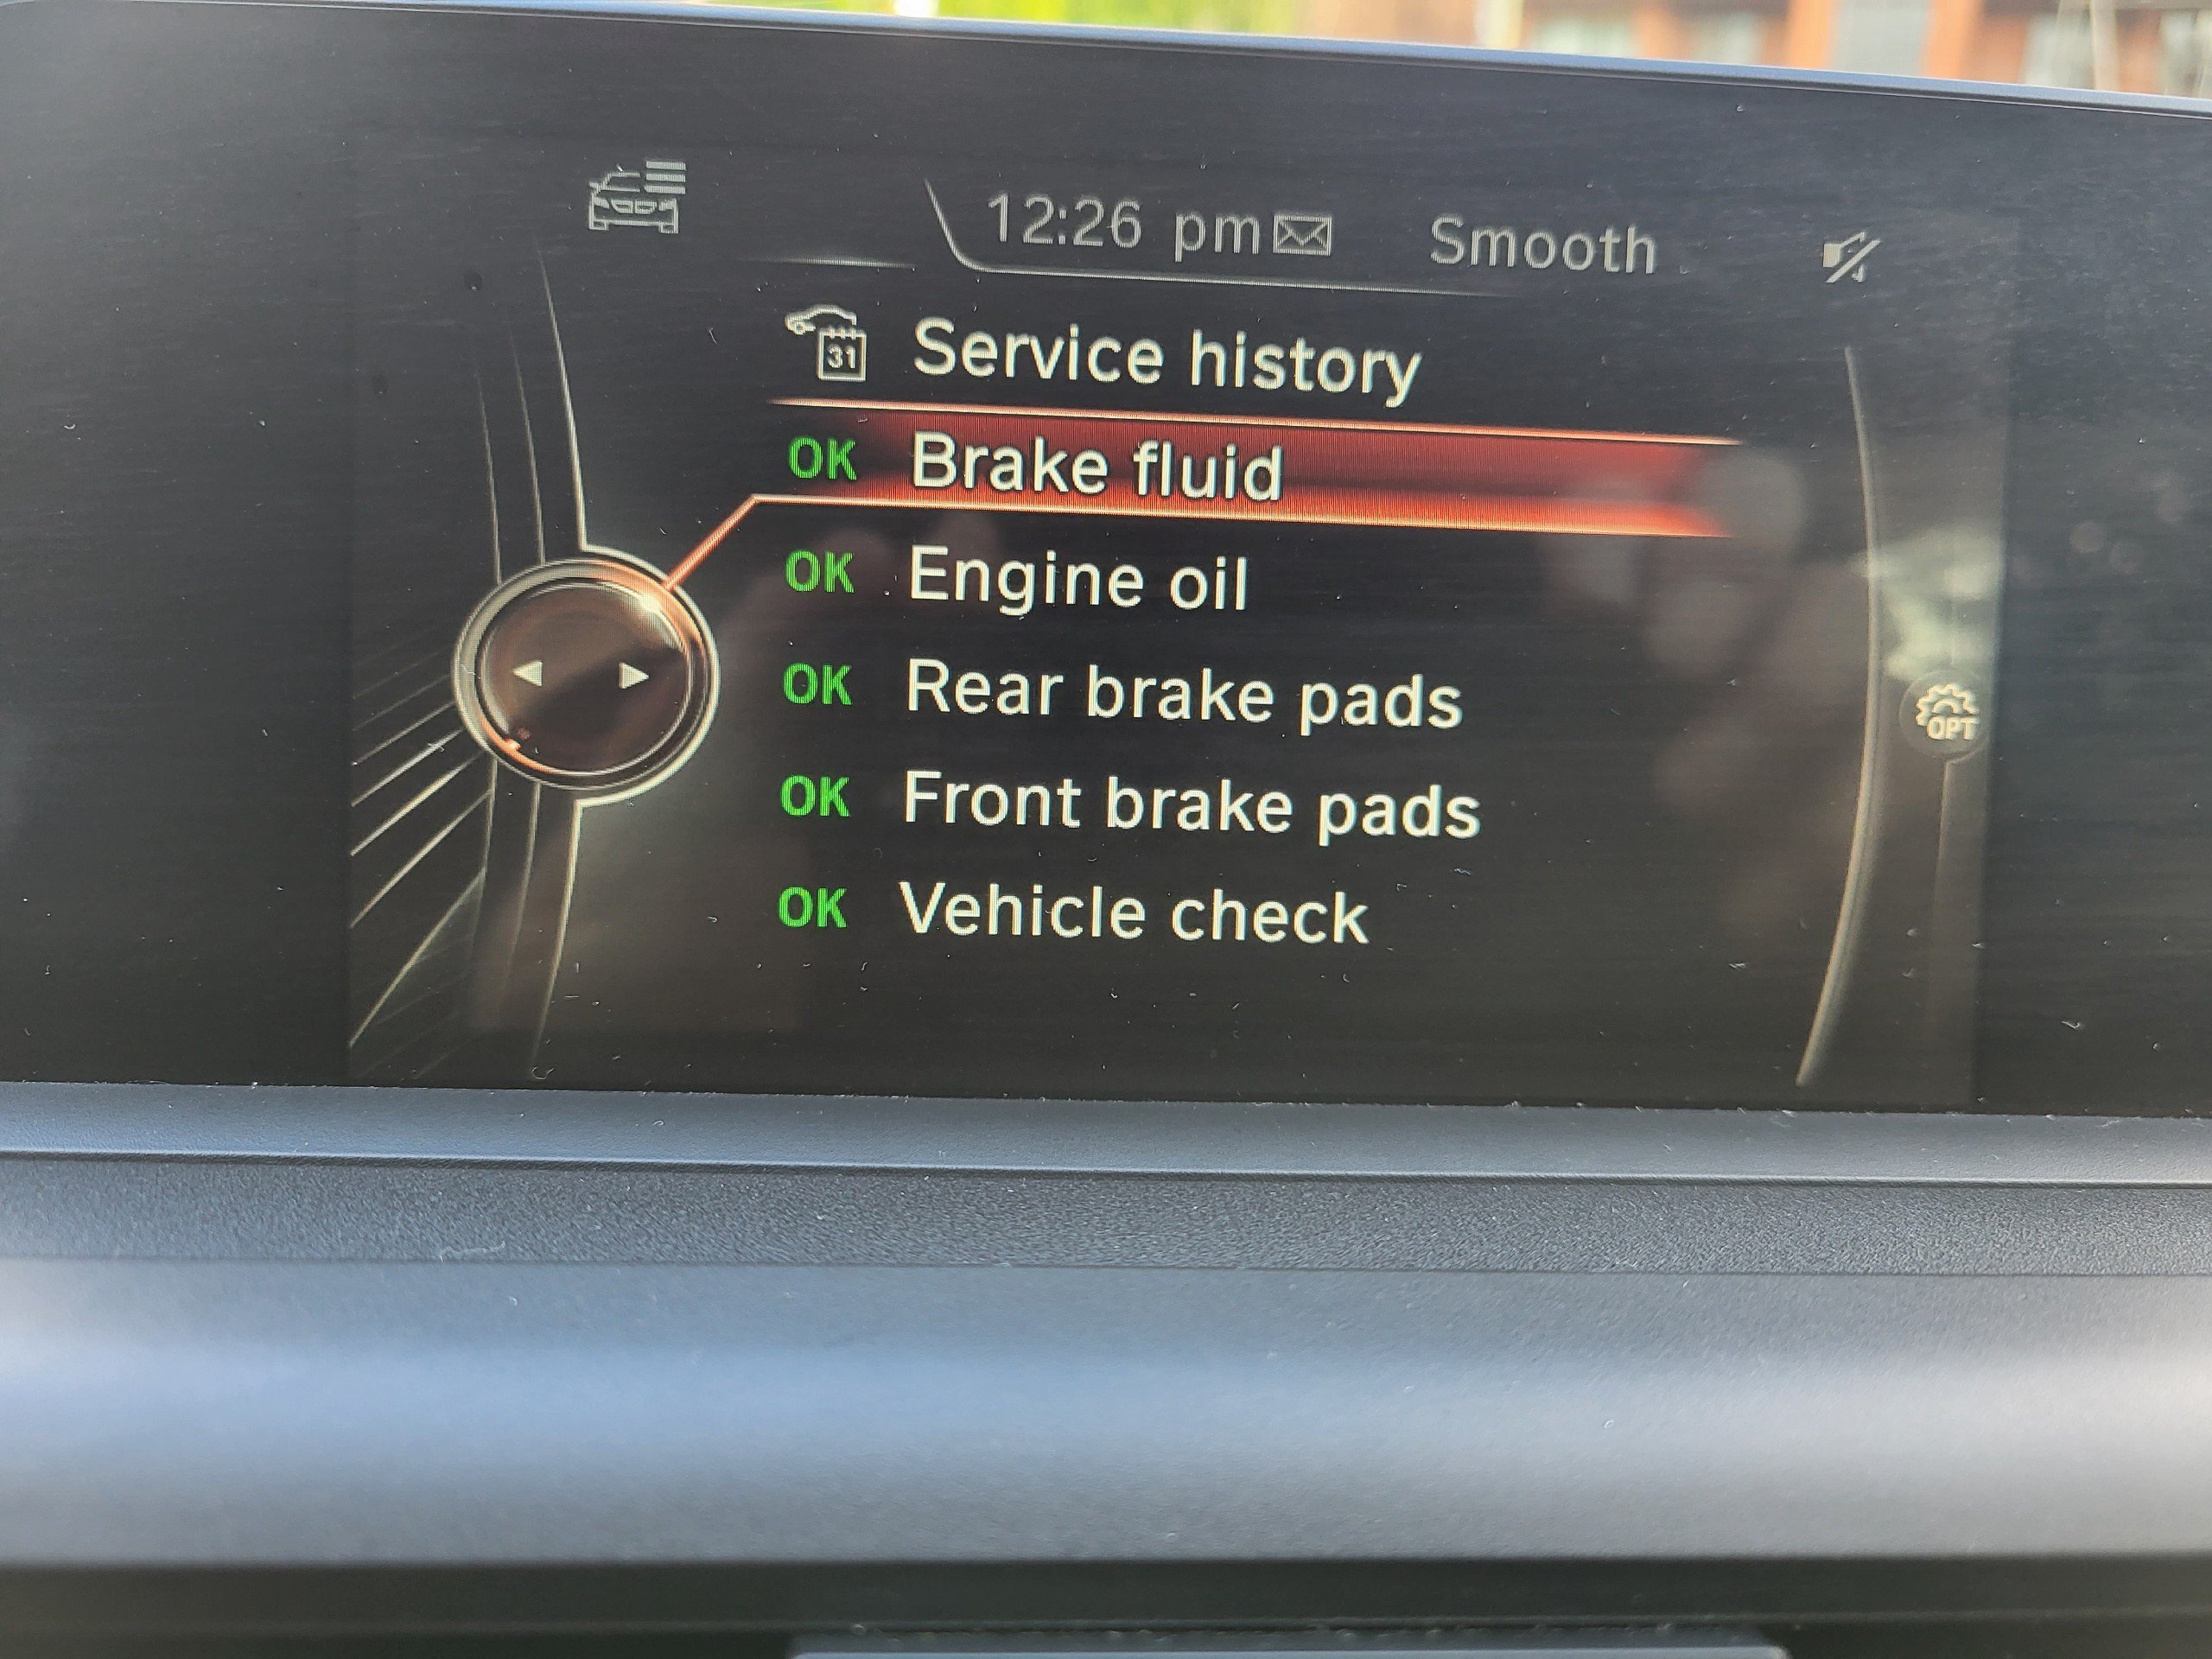 12:26 pm Smooth
31 Service history
OK Brake fluid
OK Engine oil
OK Rear brake pads
OPT
OK Front brake pads
OK Vehicle check